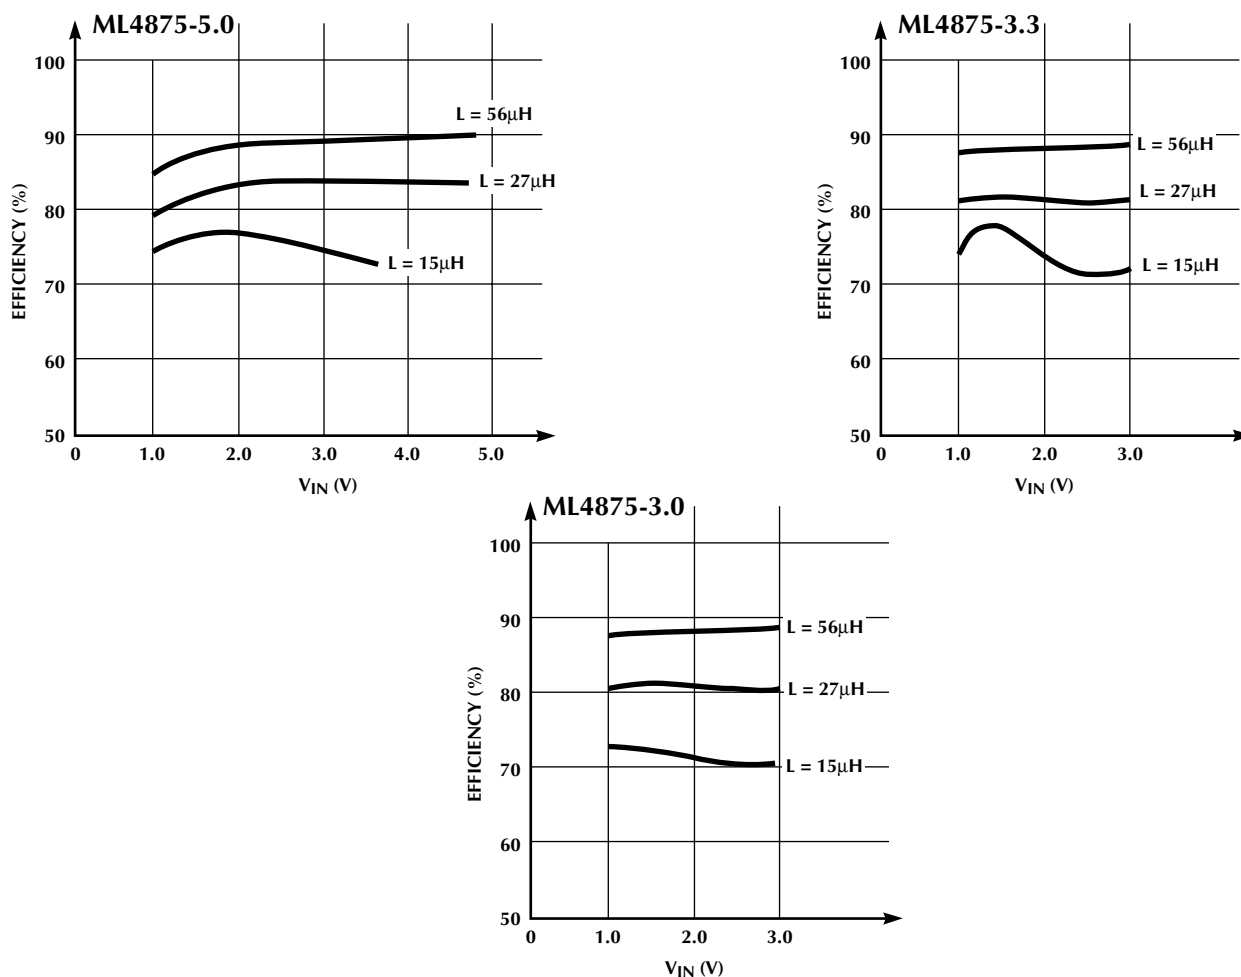 ML4875-5.0
EFFICIENCY (%)
100
90
80
70
60
50
L = 56μH
L = 27μH
L = 15μH
0 1.0 2.0 3.0 4.0 5.0
VIN (V)
ML4875-3.3
EFFICIENCY (%)
100
90
80
70
60
50
L = 56μH
L = 27μH
L = 15μH
0 1.0 2.0 3.0
VIN (V)
ML4875-3.0
EFFICIENCY (%)
100
90
80
70
60
50
L = 56μH
L = 27μH
L = 15μH
0 1.0 2.0 3.0
VIN (V)